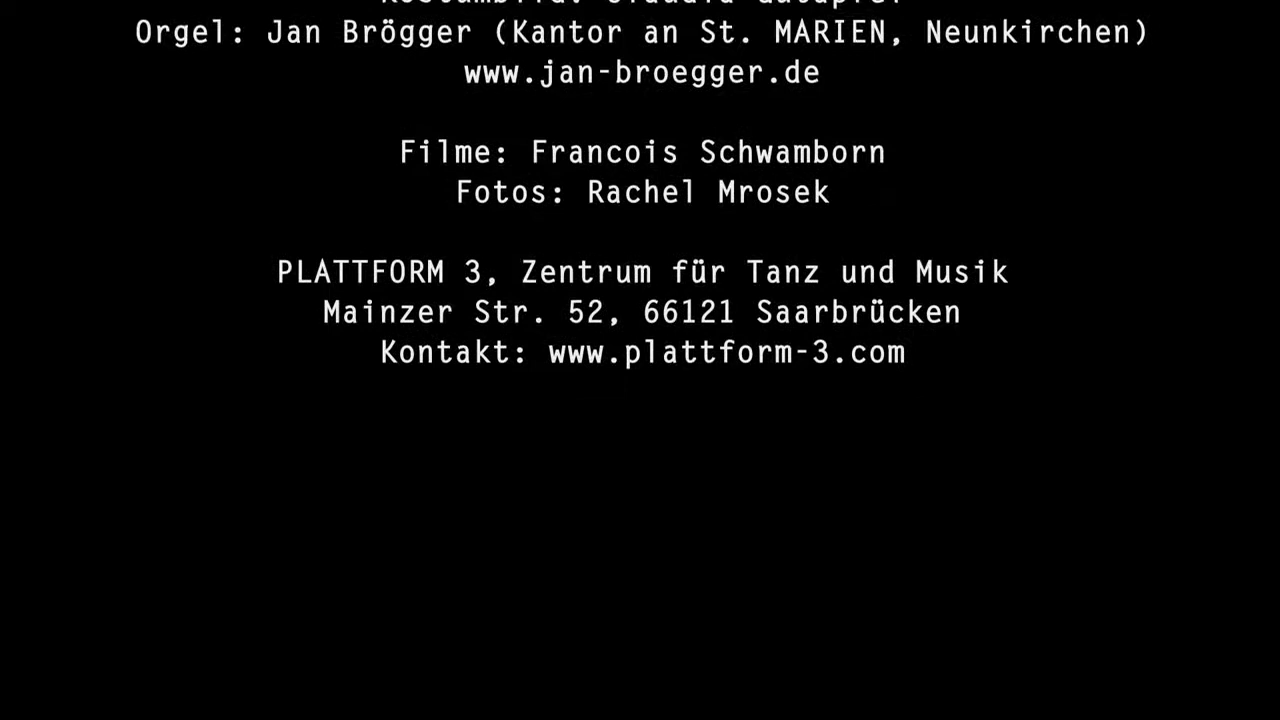 Orgel: Jan Brögger (Kantor an St. MARIEN, Neunkirchen)
www.jan-broegger.de
Filme: Francois Schwamborn
Fotos: Rachel Mrosek
PLATTFORM 3, Zentrum für Tanz und Musik
Mainzer Str. 52, 66121 Saarbrücken
Kontakt: www.plattform-3.com